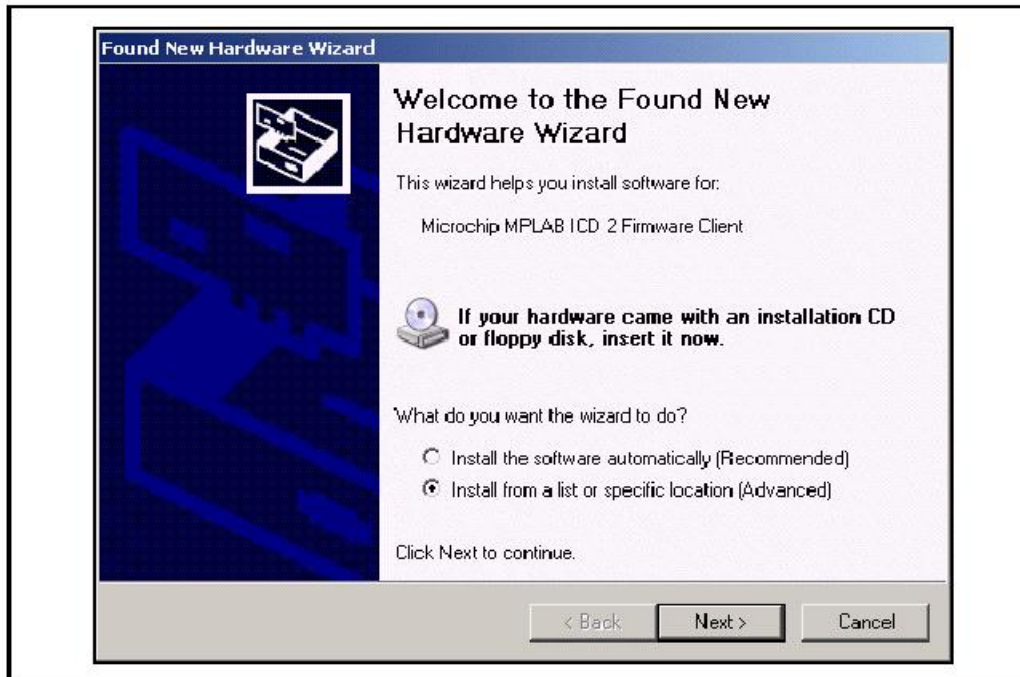 Found New Hardware Wizard
Welcome to the Found New
Hardware Wizard
This wizard helps you install software for:
Microchip MPLAB ICD 2 Firmware Client
If your hardware came with an installation CD
or floppy disk, insert it now.
What do you want the wizard to do?
Install the software automatically (Recommended)
Install from a list or specific location (Advanced)
Click Next to continue.
< Back
Next >
Cancel